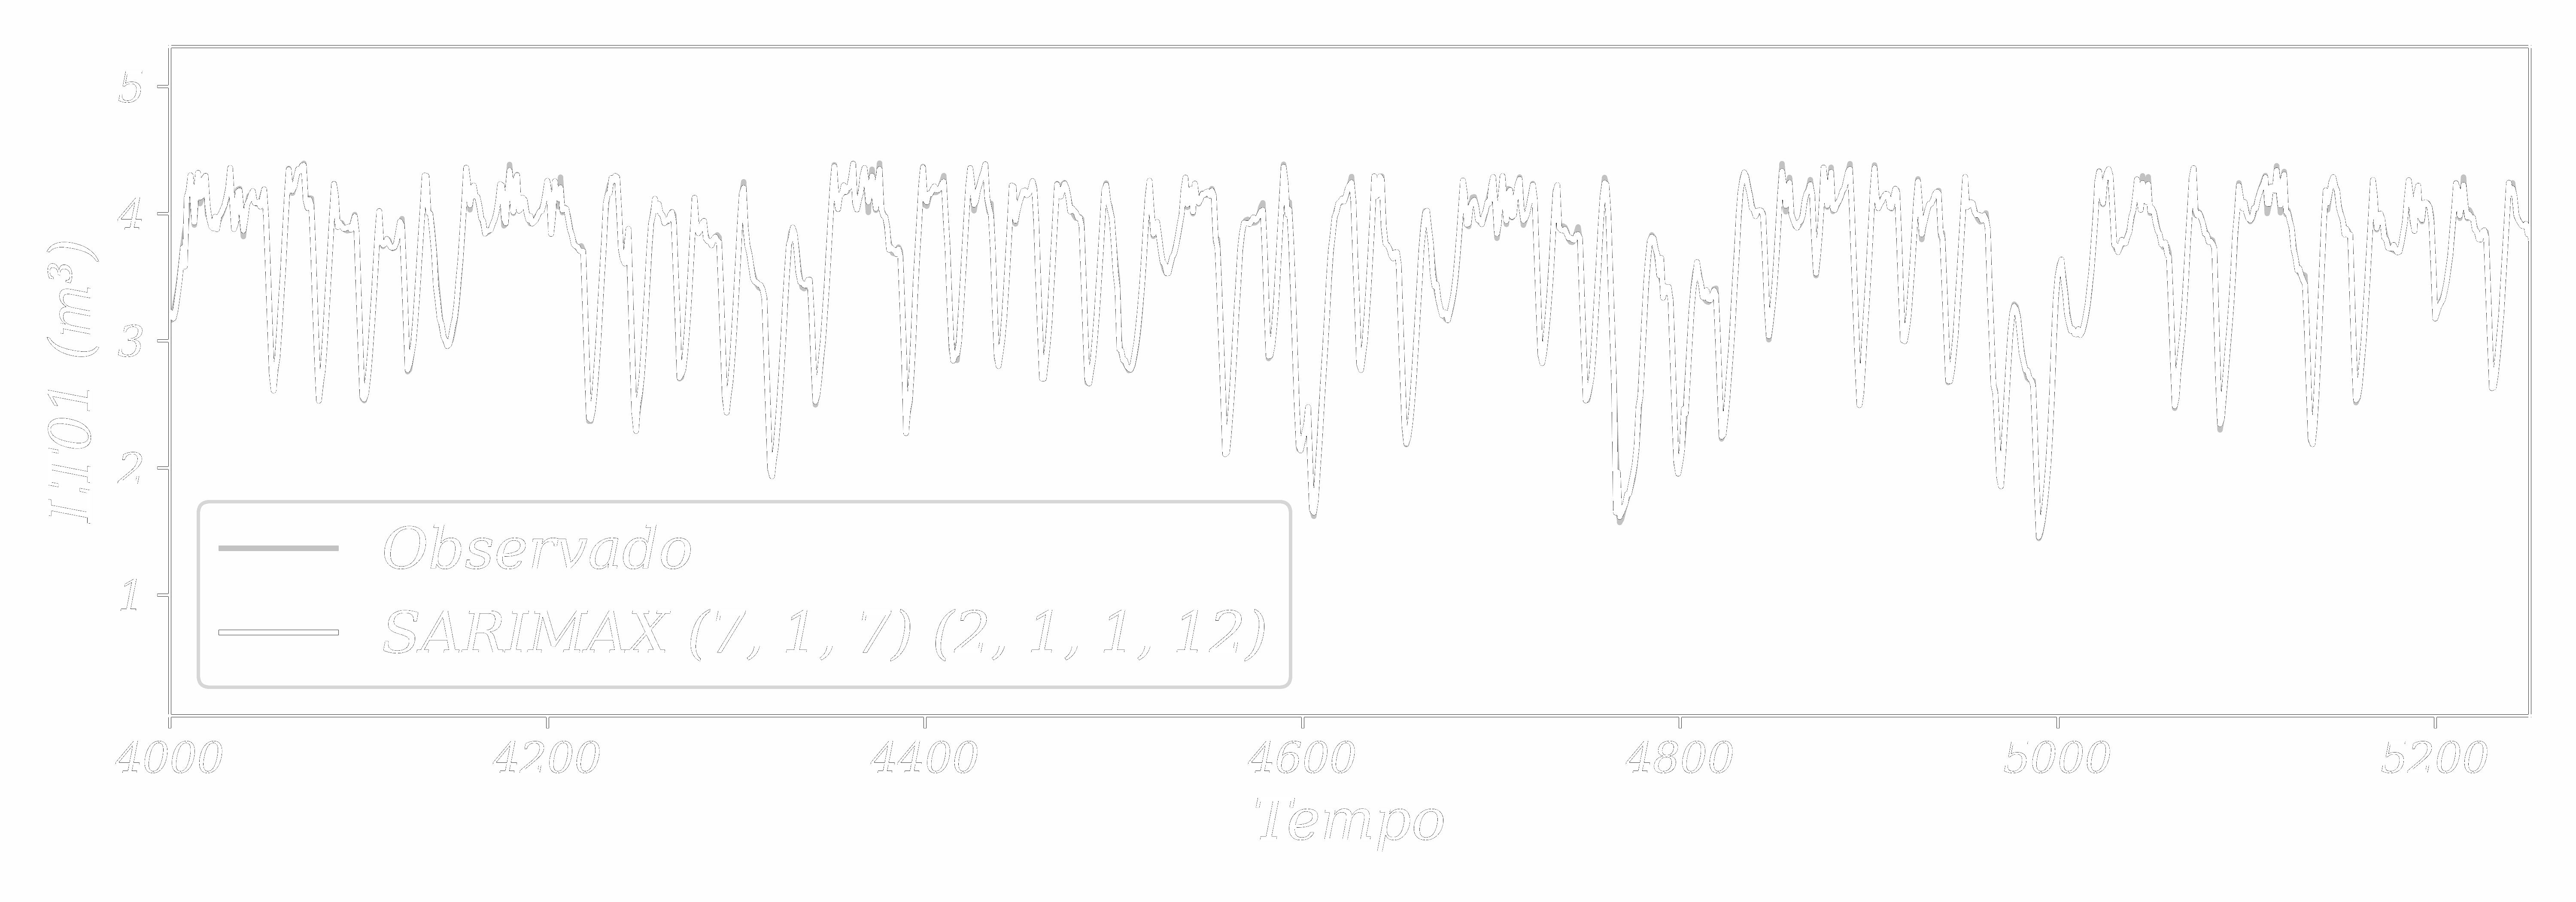 5
4
3
2
1
LT01 (m³)
Observado
SARIMAX (7, 1, 7) (2, 1, 1, 12)
4000 4200 4400 4600 4800 5000 5200
Tempo